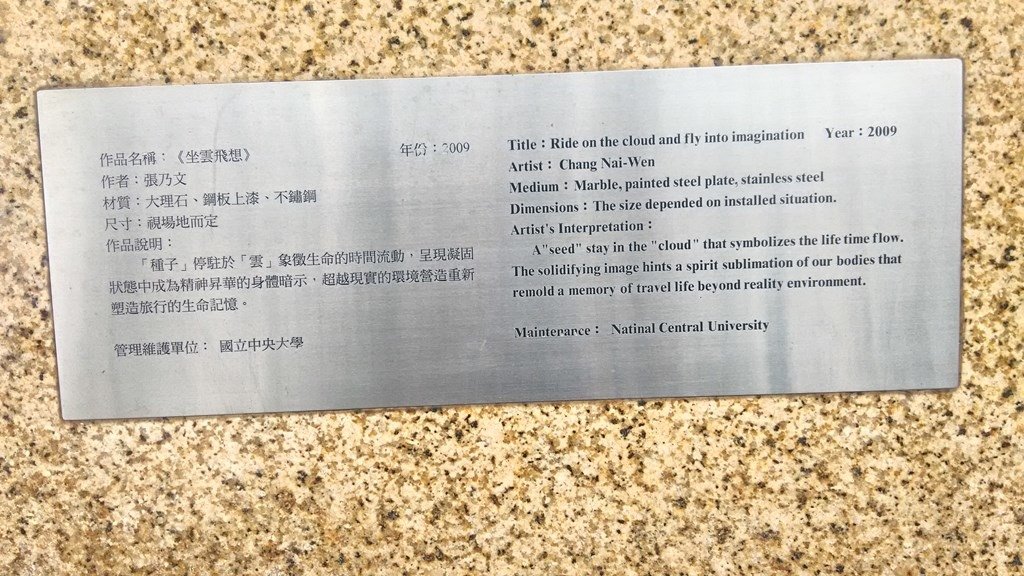 作品名稱：《坐雲飛想》 年份：2009
作者：張乃文
材質：大理石、鋼板上漆、不鏽鋼
尺寸：視場地而定
作品說明：
「種子」停駐於「雲」象徵生命的時間流動，呈現凝固
狀態中成為精神昇華的身體暗示，超越現實的環境營造重新
塑造旅行的生命記憶。
管理維護單位： 國立中央大學
Title：Ride on the cloud and fly into imagination Year：2009
Artist：Chang Nai-Wen
Medium：Marble, painted steel plate, stainless steel
Dimensions：The size depended on installed situation.
Artist's Interpretation：
A"seed" stay in the "cloud" that symbolizes the life time flow.
The solidifying image hints a spirit sublimation of our bodies that
remold a memory of travel life beyond reality environment.
Mainterarce： Natinal Central University